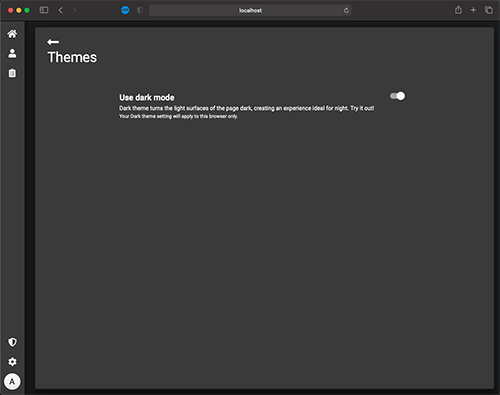 localhost
Themes
Use dark mode
Dark theme turns the light surfaces of the page dark, creating an experience ideal for night. Try it out!
Your Dark theme setting will apply to this browser only.
A